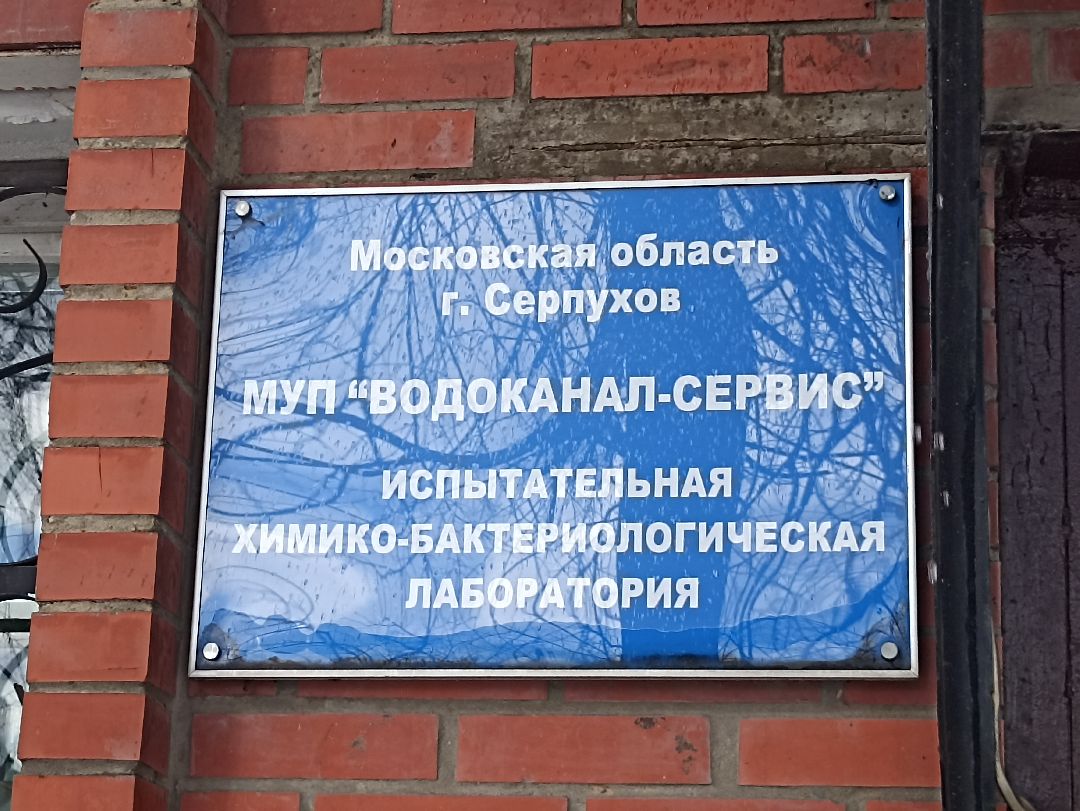 Московская область
г. Серпухов
МУП “ВОДОКАНАЛ-СЕРВИС”
ИСПЫТАТЕЛЬНАЯ
ХИМИКО-БАКТЕРИОЛОГИЧЕСКАЯ
ЛАБОРАТОРИЯ